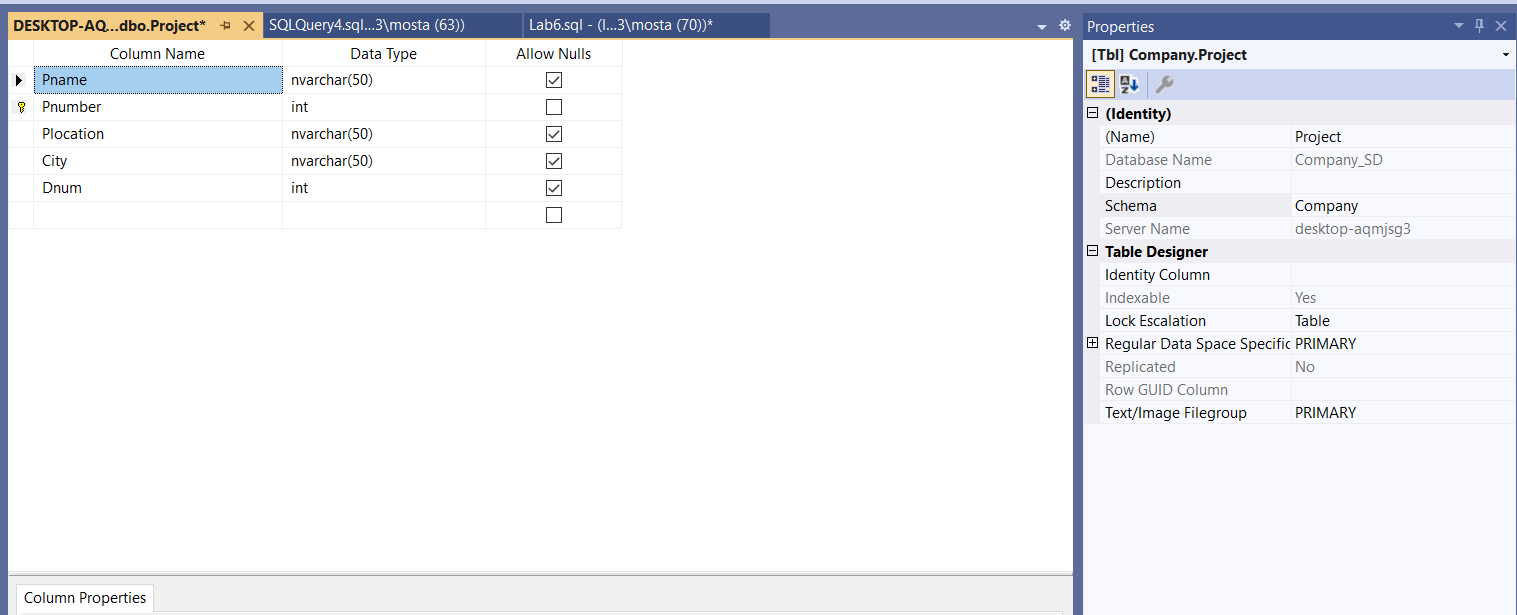 DESKTOP-AQ...dbo.Project*
SQLQuery4.sql...3\mosta (63))
Lab6.sql - (l...3\mosta (70))*
Column Name Data Type Allow Nulls
Pname nvarchar(50)
Pnumber int
Plocation nvarchar(50)
City nvarchar(50)
Dnum int
Column Properties
Properties
[Tbl] Company.Project
(Identity)
(Name) Project
Database Name Company_SD
Description
Schema Company
Server Name desktop-aqmjsg3
Table Designer
Identity Column
Indexable Yes
Lock Escalation Table
Regular Data Space Specific PRIMARY
Replicated No
Row GUID Column
Text/Image Filegroup PRIMARY